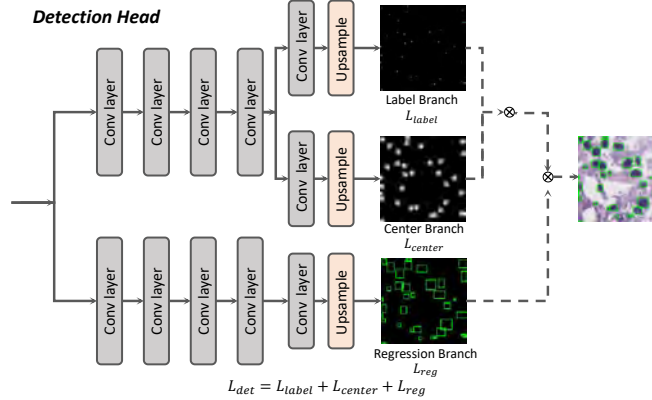 Detection Head
Conv layer
Conv layer
Conv layer
Conv layer
Conv layer
Upsample
Label Branch
L_label
Conv layer
Upsample
Center Branch
L_center
Conv layer
Conv layer
Conv layer
Conv layer
Conv layer
Upsample
Regression Branch
L_reg
L_det = L_label + L_center + L_reg